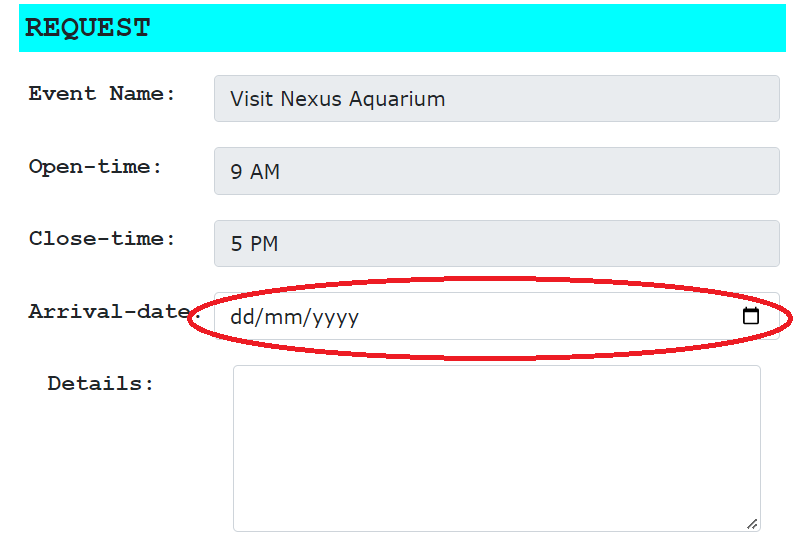 REQUEST
Event Name: Visit Nexus Aquarium
Open-time: 9 AM
Close-time: 5 PM
Arrival-date: dd/mm/yyyy
Details: